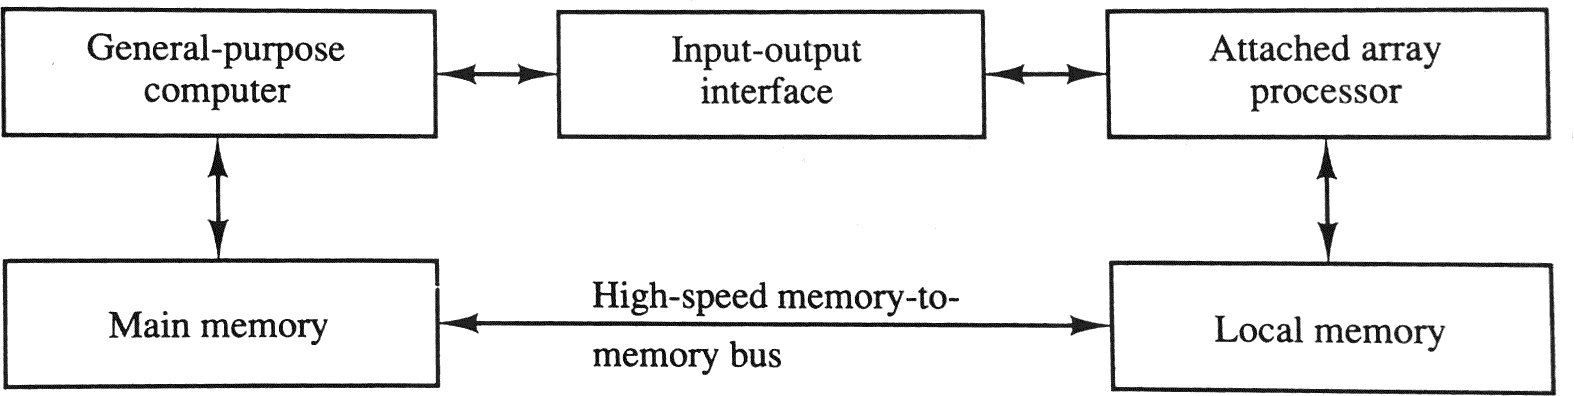 General-purpose
computer
Input-output
interface
Attached array
processor
Main memory
High-speed memory-to-
memory bus
Local memory